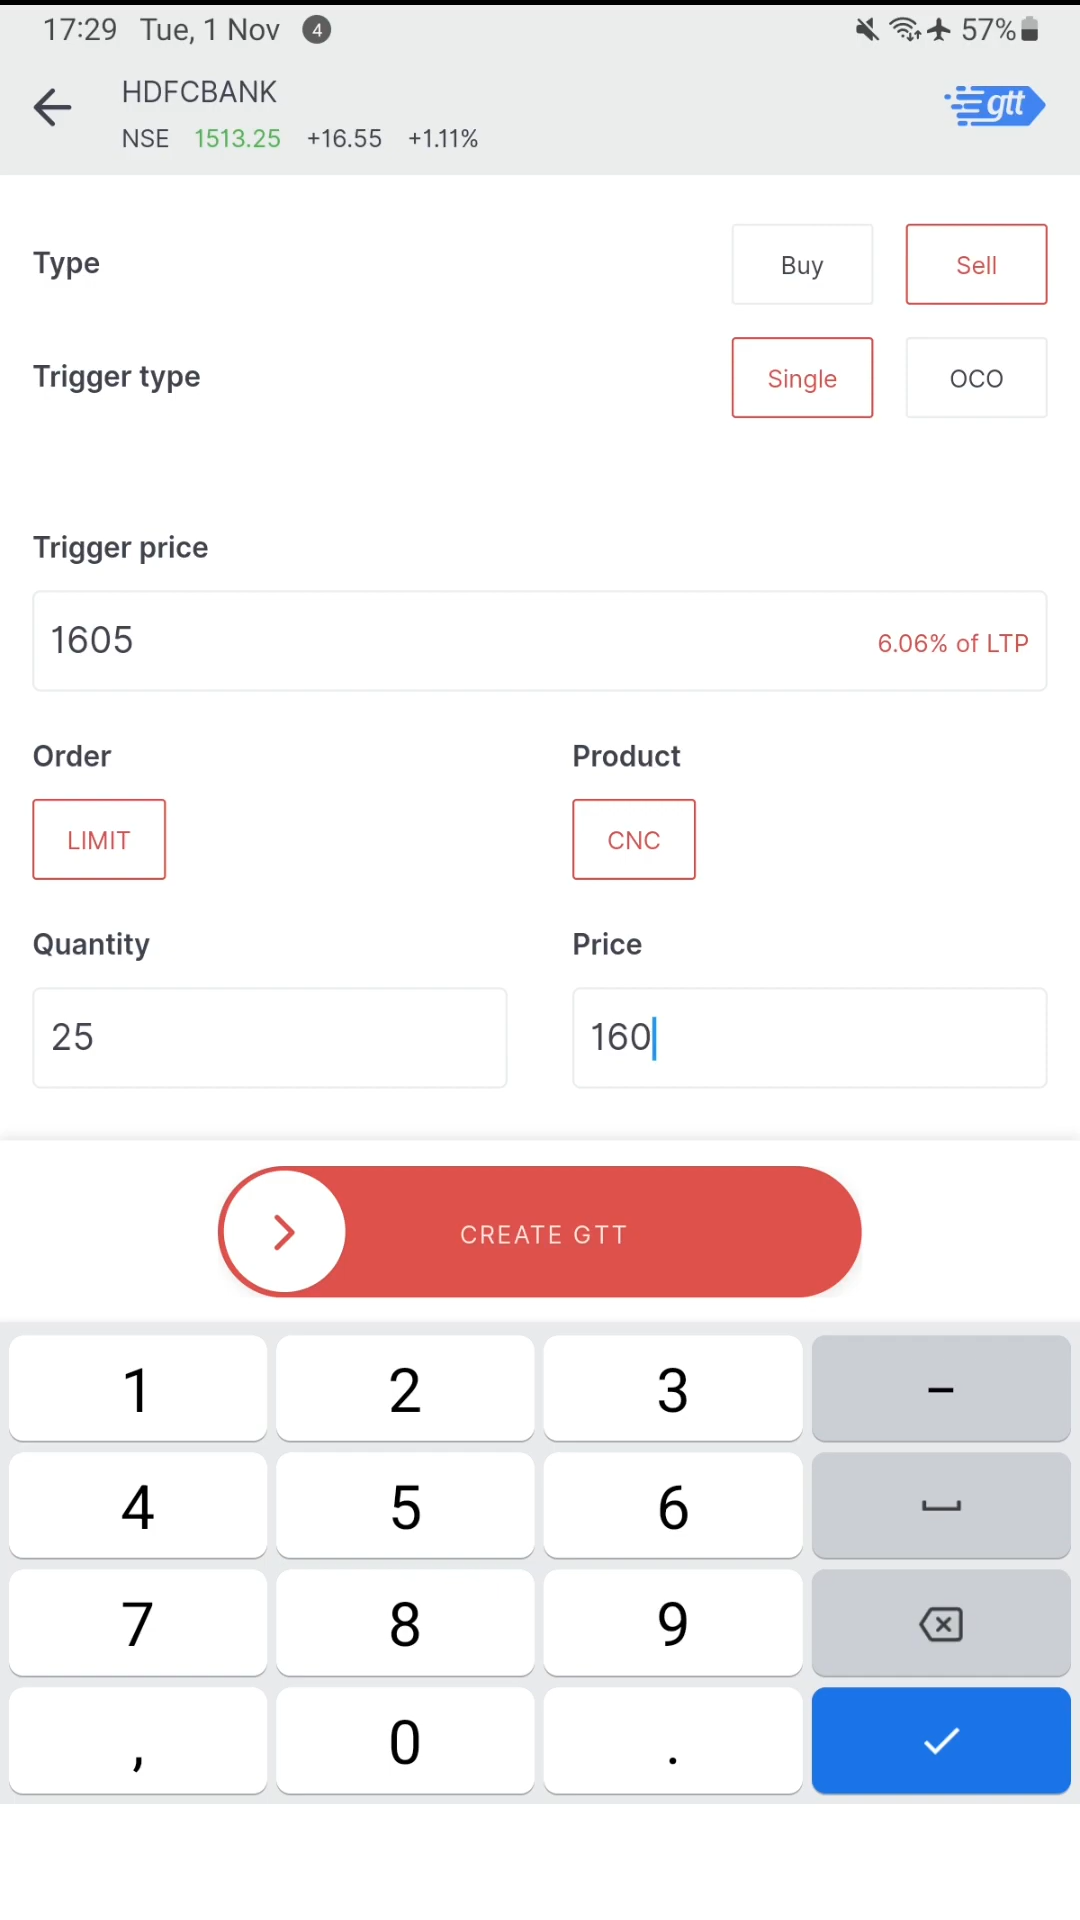 17:29 Tue, 1 Nov 4 57%
HDFCBANK
gtt
NSE 1513.25 +16.55 +1.11%
Type Buy Sell
Trigger type Single OCO
Trigger price
1605 6.06% of LTP
Order Product
LIMIT CNC
Quantity Price
25 160
CREATE GTT
1 2 3 -
4 5 6
7 8 9
, 0 .